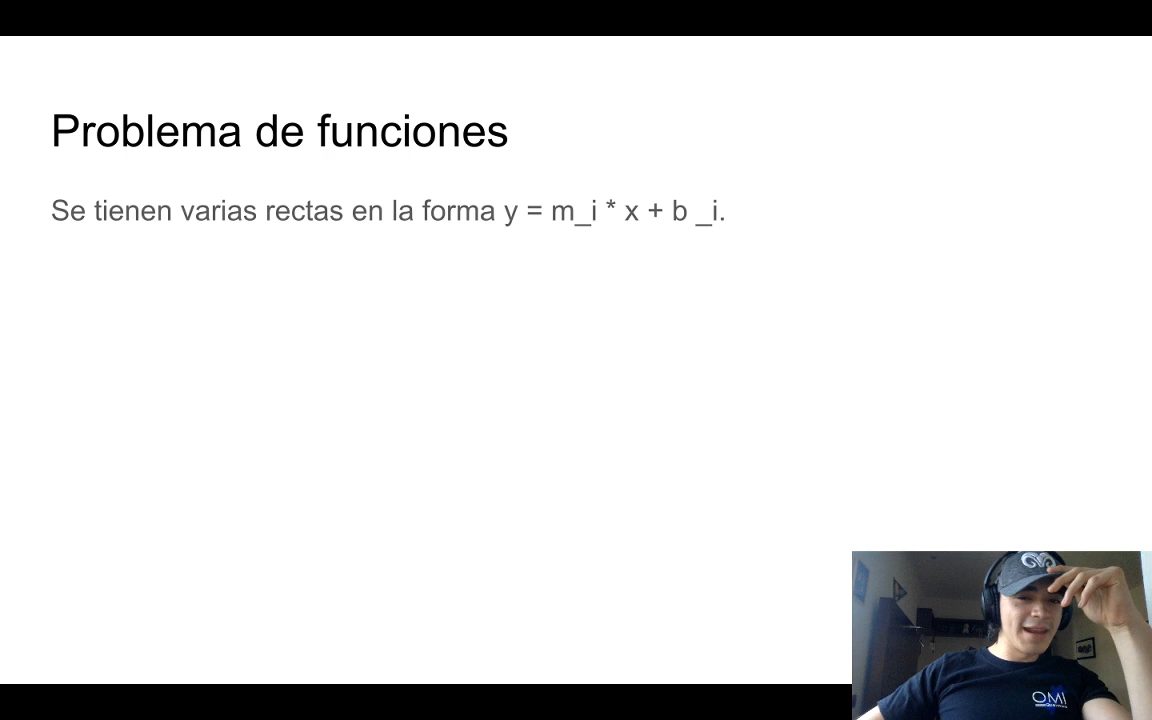 Problema de funciones
Se tienen varias rectas en la forma y = m_i * x + b _i.
OMI